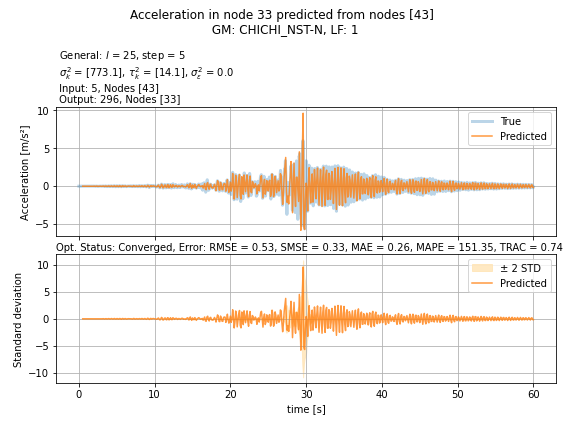 Acceleration in node 33 predicted from nodes [43]
GM: CHICHI_NST-N, LF: 1
General: l = 25, step = 5
σ²ₖ = [773.1], τ²ₖ = [14.1], σ²ε = 0.0
Input: 5, Nodes [43]
Output: 296, Nodes [33]
10
5
0
−5
Acceleration [m/s²]
True
Predicted
Opt. Status: Converged, Error: RMSE = 0.53, SMSE = 0.33, MAE = 0.26, MAPE = 151.35, TRAC = 0.74
10
5
0
−5
−10
Standard deviation
± 2 STD
Predicted
0 10 20 30 40 50 60
time [s]